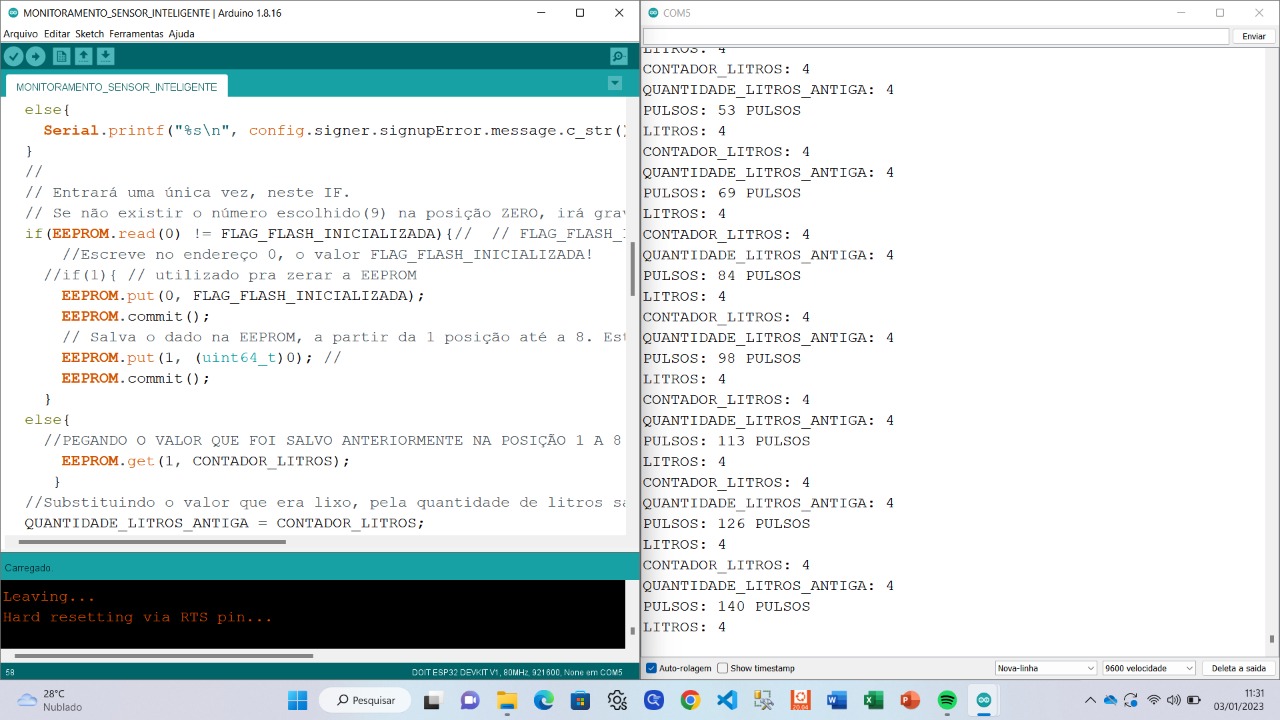 MONITORAMENTO_SENSOR_INTELIGENTE | Arduino 1.8.16
Arquivo Editar Sketch Ferramentas Ajuda
MONITORAMENTO_SENSOR_INTELIGENTE
else{
Serial.printf("%s\n", config.signer.signupError.message.c_str()
}
//
// Entrará uma única vez, neste IF.
// Se não existir o número escolhido(9) na posição ZERO, irá grav
if(EEPROM.read(0) != FLAG_FLASH_INICIALIZADA){// // FLAG_FLASH_I
//Escreve no endereço 0, o valor FLAG_FLASH_INICIALIZADA!
//if(1){ // utilizado pra zerar a EEPROM
EEPROM.put(0, FLAG_FLASH_INICIALIZADA);
EEPROM.commit();
// Salva o dado na EEPROM, a partir da 1 posição até a 8. Est
EEPROM.put(1, (uint64_t)0); //
EEPROM.commit();
}
else{
//PEGANDO O VALOR QUE FOI SALVO ANTERIORMENTE NA POSIÇÃO 1 A 8
EEPROM.get(1, CONTADOR_LITROS);
}
//Substituindo o valor que era lixo, pela quantidade de litros sa
QUANTIDADE_LITROS_ANTIGA = CONTADOR_LITROS;
Carregado.
Leaving...
Hard resetting via RTS pin...
58
DOIT ESP32 DEVKIT V1, 80MHz, 921600, None em COM5
COM5
Enviar
LITROS: 4
CONTADOR_LITROS: 4
QUANTIDADE_LITROS_ANTIGA: 4
PULSOS: 53 PULSOS
LITROS: 4
CONTADOR_LITROS: 4
QUANTIDADE_LITROS_ANTIGA: 4
PULSOS: 69 PULSOS
LITROS: 4
CONTADOR_LITROS: 4
QUANTIDADE_LITROS_ANTIGA: 4
PULSOS: 84 PULSOS
LITROS: 4
CONTADOR_LITROS: 4
QUANTIDADE_LITROS_ANTIGA: 4
PULSOS: 98 PULSOS
LITROS: 4
CONTADOR_LITROS: 4
QUANTIDADE_LITROS_ANTIGA: 4
PULSOS: 113 PULSOS
LITROS: 4
CONTADOR_LITROS: 4
QUANTIDADE_LITROS_ANTIGA: 4
PULSOS: 126 PULSOS
LITROS: 4
CONTADOR_LITROS: 4
QUANTIDADE_LITROS_ANTIGA: 4
PULSOS: 140 PULSOS
LITROS: 4
Auto-rolagem Show timestamp
Nova-linha
9600 velocidade
Deleta a saida
28°C
Nublado
Pesquisar
11:31
03/01/2023